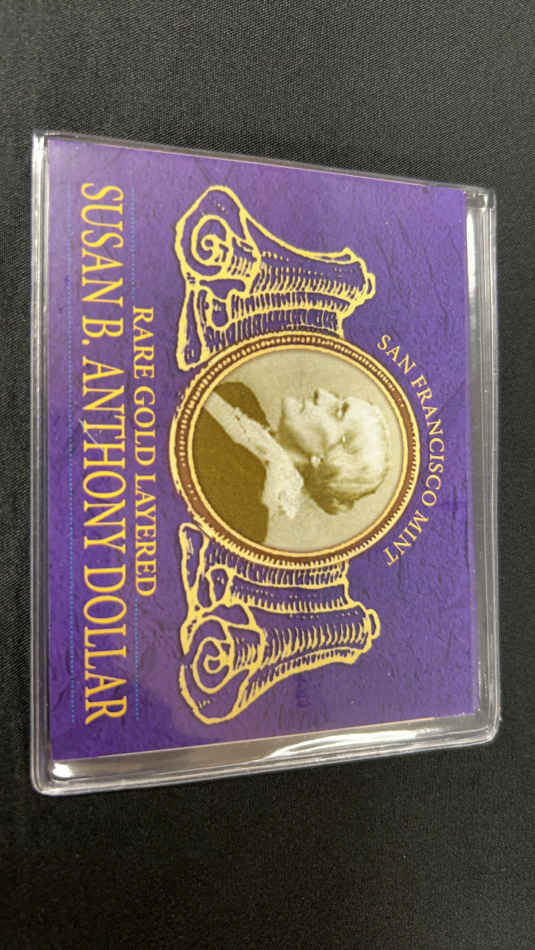 SAN FRANCISCO MINT
RARE GOLD LAYERED
SUSAN B. ANTHONY DOLLAR